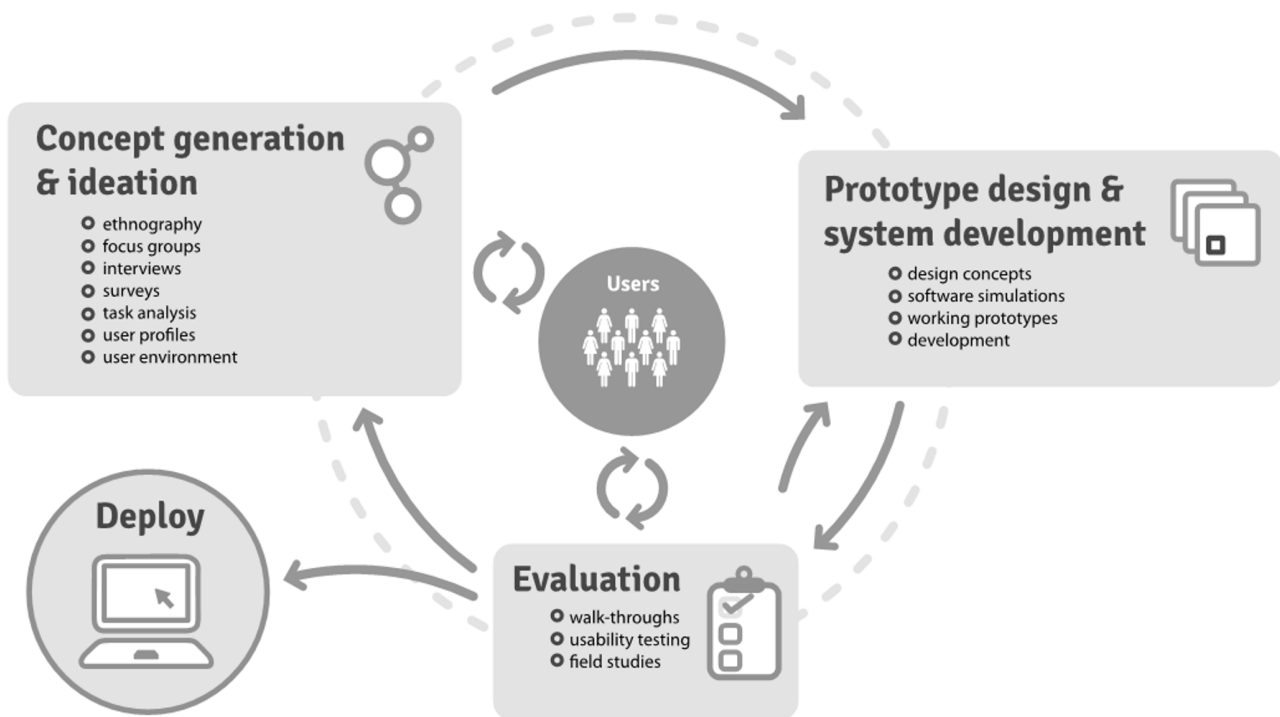 Concept generation
& ideation
ethnography
focus groups
interviews
surveys
task analysis
user profiles
user environment
Prototype design &
system development
design concepts
software simulations
working prototypes
development
Users
Deploy
Evaluation
walk-throughs
usability testing
field studies